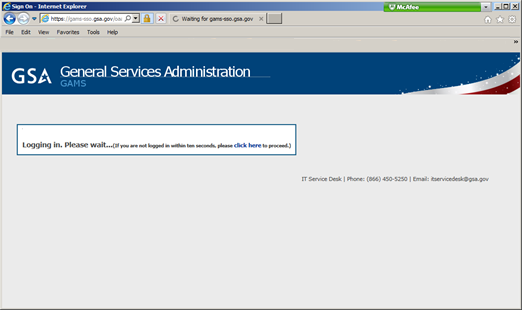 Sign On - Internet Explorer
McAfee
https://gams-sso.gsa.gov/oa
Waiting for gams-sso.gsa.gov
File Edit View Favorites Tools Help
GSA General Services Administration
GAMS
Logging in. Please wait...(If you are not logged in within ten seconds, please click here to proceed.)
IT Service Desk | Phone: (866) 450-5250 | Email: itservicedesk@gsa.gov